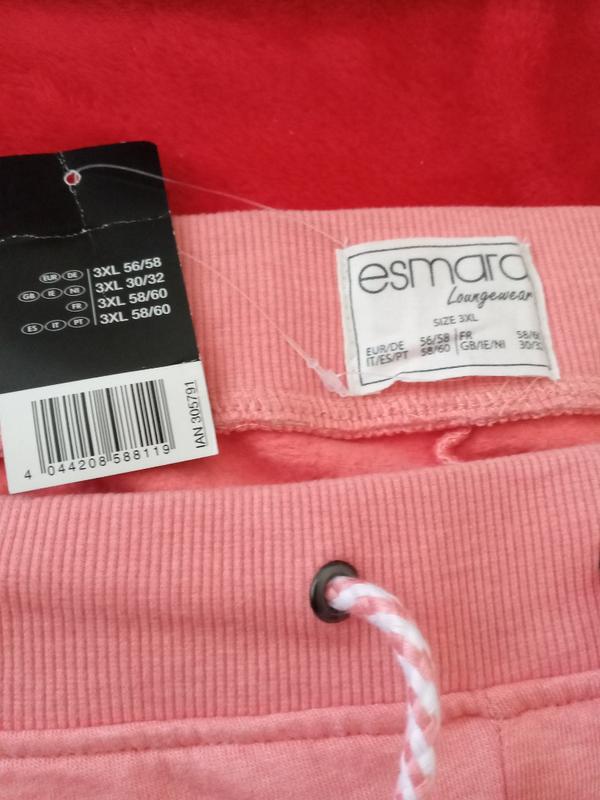 EUR DE 3XL 56/58
GB IE NI 3XL 30/32
FR 3XL 58/60
ES IT PT 3XL 58/60
4 044208 588119
IAN 305791
esmara
Loungewear
SIZE 3XL
EUR/DE 56/58 FR 58/60
IT/ES/PT 58/60 GB/IE/NI 30/32